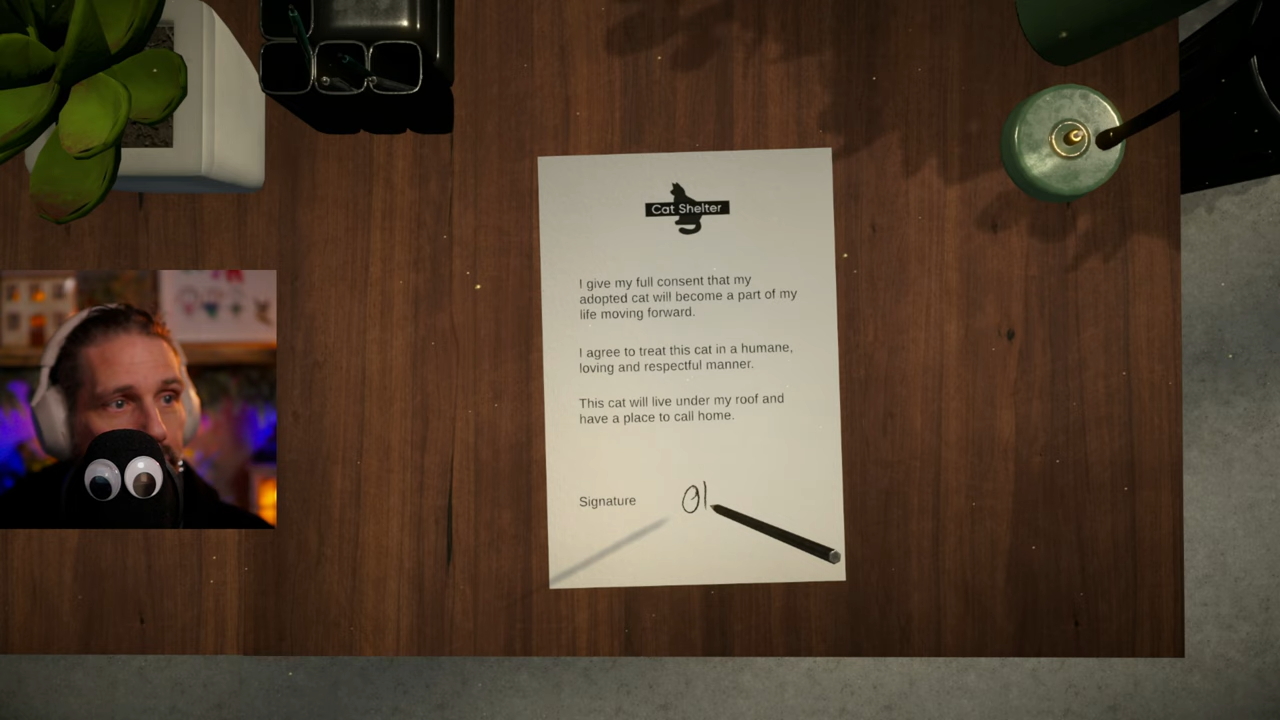 Cat Shelter
I give my full consent that my
adopted cat will become a part of my
life moving forward.
I agree to treat this cat in a humane,
loving and respectful manner.
This cat will live under my roof and
have a place to call home.
Signature Ol